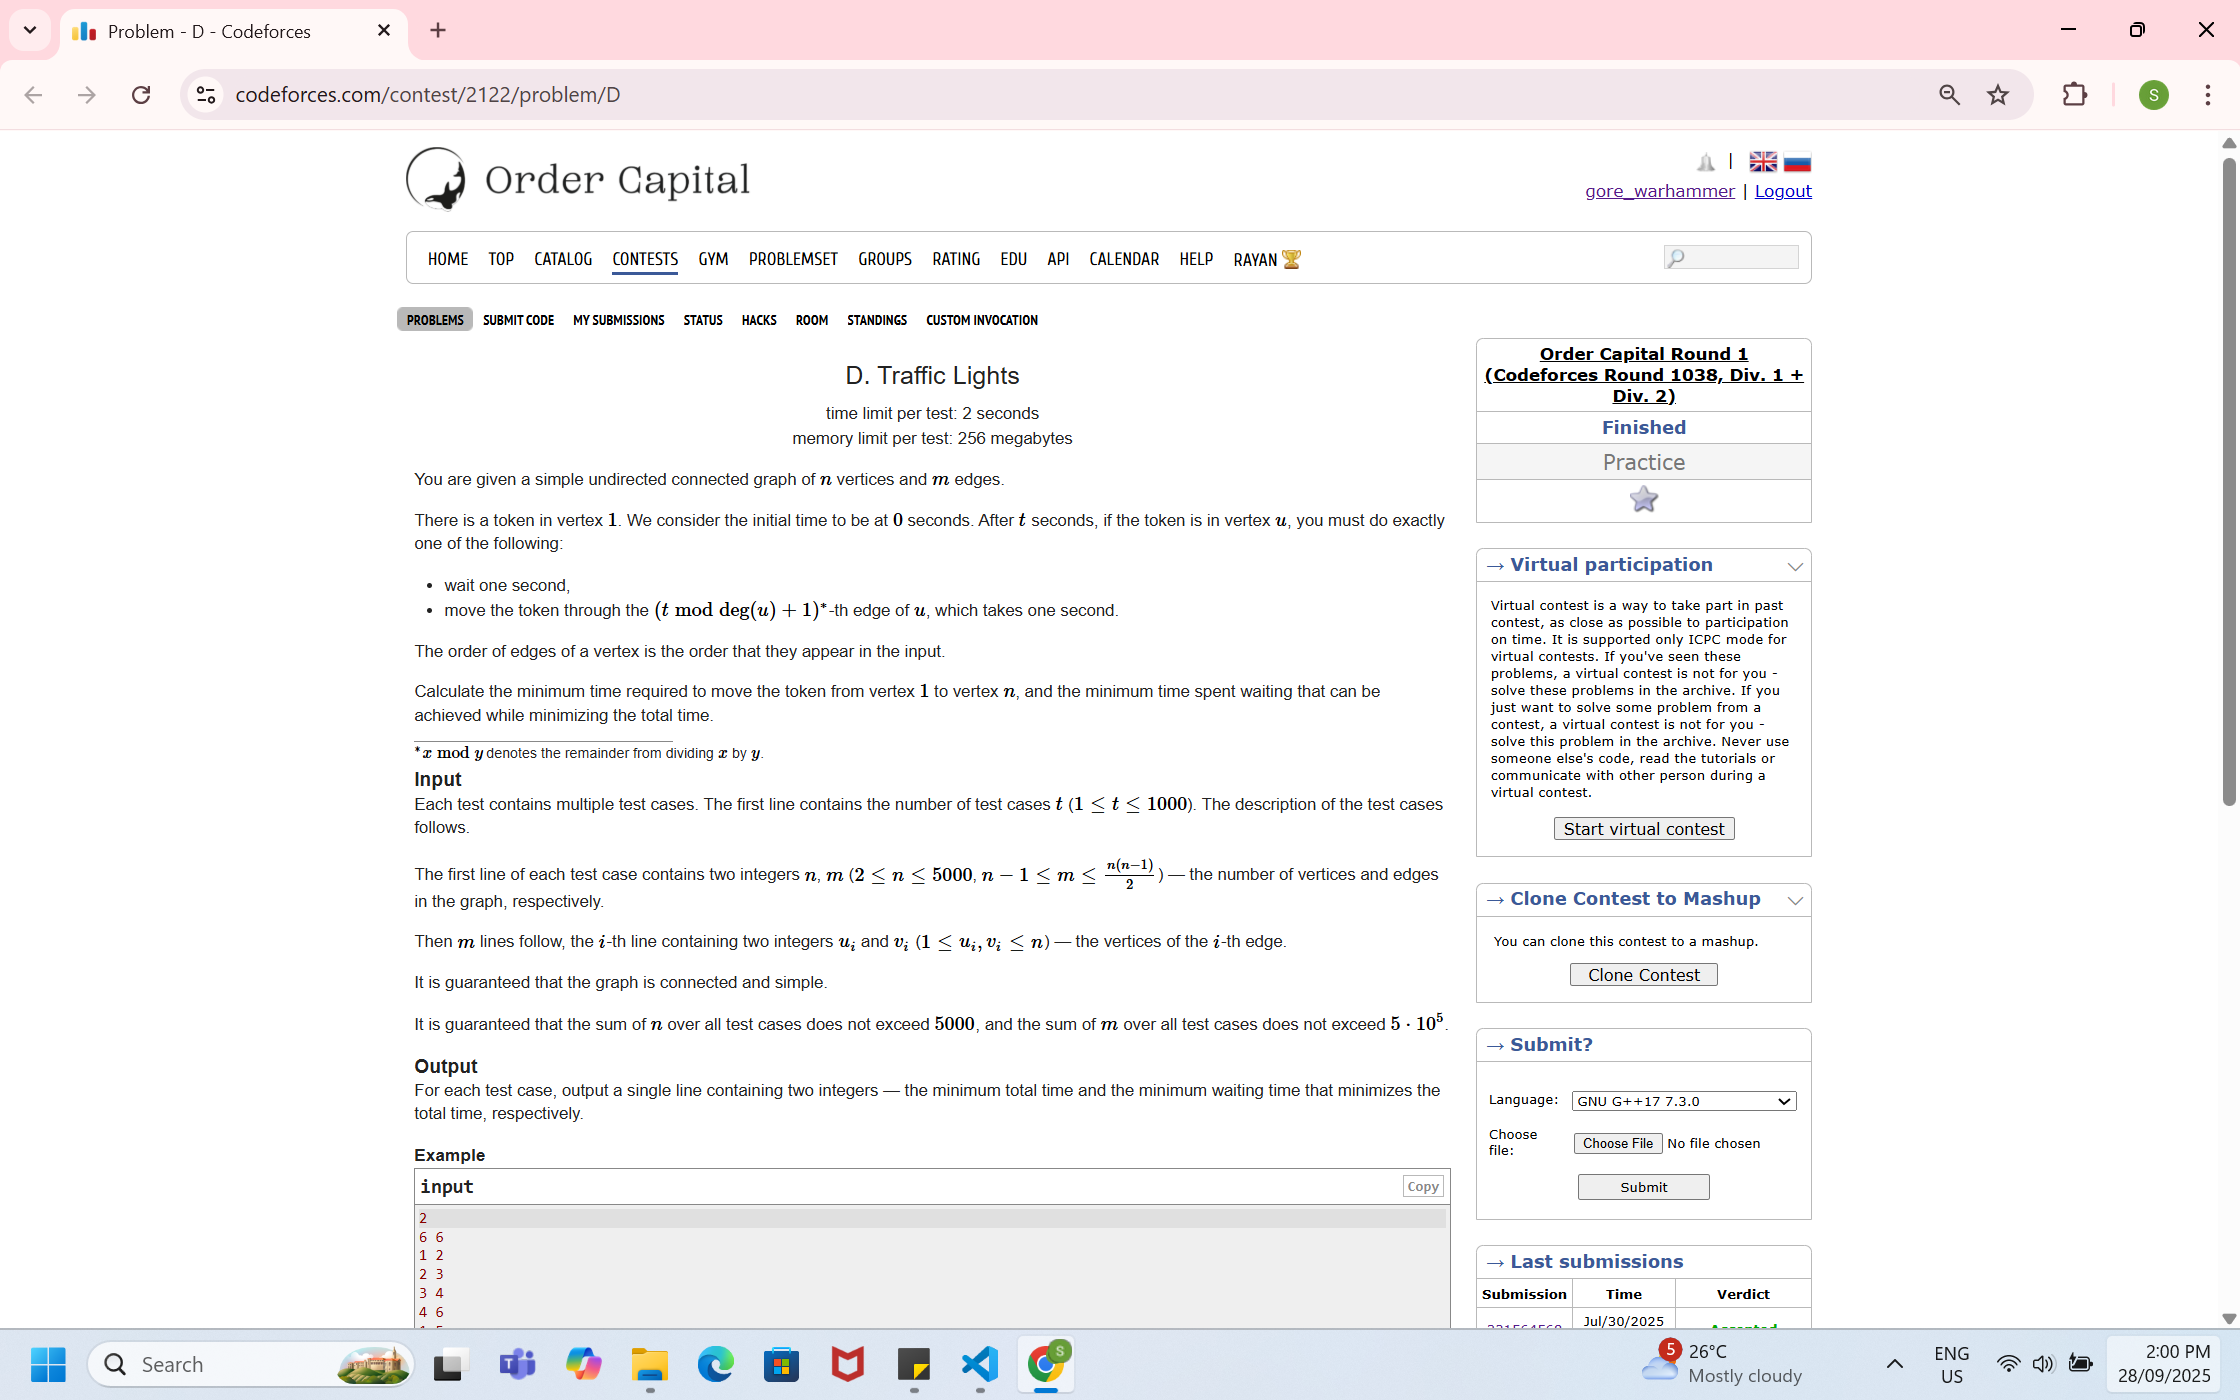 Problem - D - Codeforces
codeforces.com/contest/2122/problem/D
S
Order Capital
|
gore_warhammer | Logout
HOME TOP CATALOG CONTESTS GYM PROBLEMSET GROUPS RATING EDU API CALENDAR HELP RAYAN
PROBLEMS SUBMIT CODE MY SUBMISSIONS STATUS HACKS ROOM STANDINGS CUSTOM INVOCATION
D. Traffic Lights
time limit per test: 2 seconds
memory limit per test: 256 megabytes
You are given a simple undirected connected graph of n vertices and m edges.
There is a token in vertex 1. We consider the initial time to be at 0 seconds. After t seconds, if the token is in vertex u, you must do exactly
one of the following:
• wait one second,
• move the token through the (t mod deg(u) + 1)*-th edge of u, which takes one second.
The order of edges of a vertex is the order that they appear in the input.
Calculate the minimum time required to move the token from vertex 1 to vertex n, and the minimum time spent waiting that can be
achieved while minimizing the total time.
*x mod y denotes the remainder from dividing x by y.
Input
Each test contains multiple test cases. The first line contains the number of test cases t (1 ≤ t ≤ 1000). The description of the test cases
follows.
The first line of each test case contains two integers n, m (2 ≤ n ≤ 5000, n − 1 ≤ m ≤ n(n−1)/2) — the number of vertices and edges
in the graph, respectively.
Then m lines follow, the i-th line containing two integers u_i and v_i (1 ≤ u_i, v_i ≤ n) — the vertices of the i-th edge.
It is guaranteed that the graph is connected and simple.
It is guaranteed that the sum of n over all test cases does not exceed 5000, and the sum of m over all test cases does not exceed 5 · 10^5.
Output
For each test case, output a single line containing two integers — the minimum total time and the minimum waiting time that minimizes the
total time, respectively.
Example
input
Copy
2
6 6
1 2
2 3
3 4
4 6
Order Capital Round 1
(Codeforces Round 1038, Div. 1 +
Div. 2)
Finished
Practice
→ Virtual participation
Virtual contest is a way to take part in past
contest, as close as possible to participation
on time. It is supported only ICPC mode for
virtual contests. If you've seen these
problems, a virtual contest is not for you -
solve these problems in the archive. If you
just want to solve some problem from a
contest, a virtual contest is not for you -
solve this problem in the archive. Never use
someone else's code, read the tutorials or
communicate with other person during a
virtual contest.
Start virtual contest
→ Clone Contest to Mashup
You can clone this contest to a mashup.
Clone Contest
→ Submit?
Language: GNU G++17 7.3.0
Choose
file:
Choose File No file chosen
Submit
→ Last submissions
Submission Time Verdict
Jul/30/2025
Search
T
S
5
26°C
Mostly cloudy
ENG
US
2:00 PM
28/09/2025